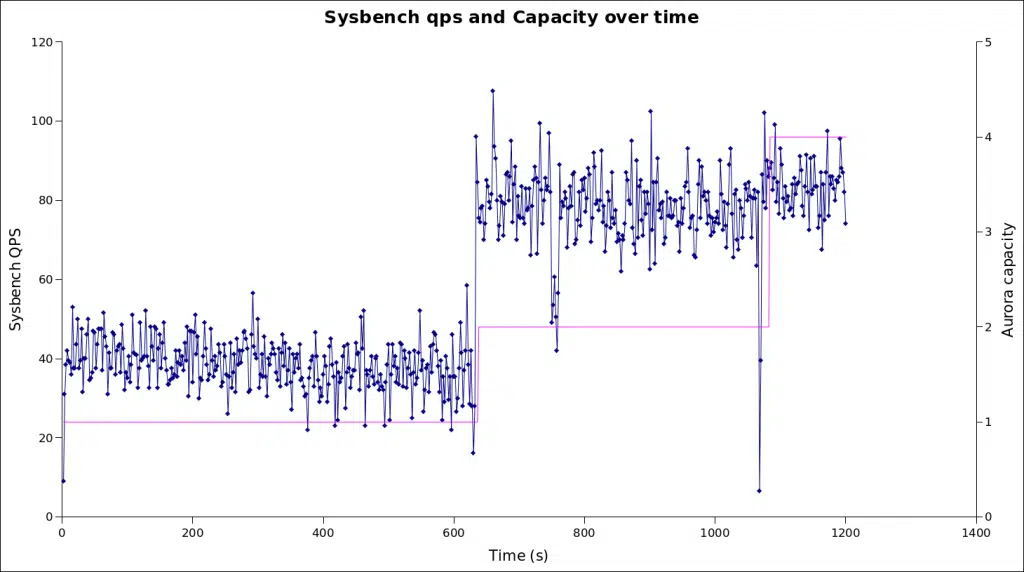 Sysbench qps and Capacity over time
120
100
80
60
40
20
0
Sysbench QPS
5
4
3
2
1
0
Aurora capacity
0 200 400 600 800 1000 1200 1400
Time (s)